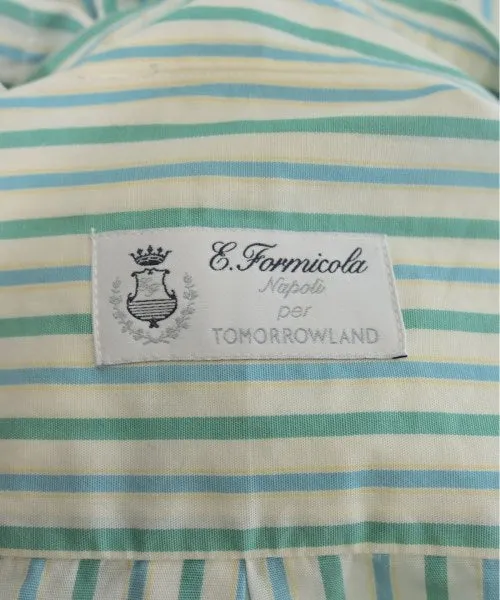 E. Formicola
Napoli
per
TOMORROWLAND